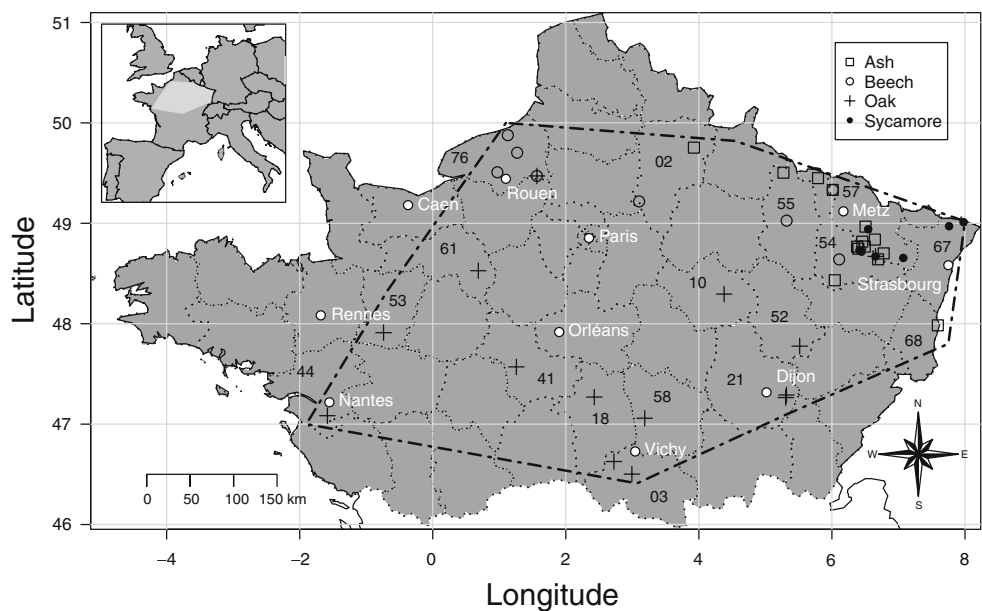 51
50
49
48
47
46
Latitude
−4
−2
0
2
4
6
8
Longitude
Ash
Beech
Oak
Sycamore
76
02
57
Rouen
55
Metz
Caen
61
Paris
54
67
10
Strasbourg
53
Rennes
52
Orléans
68
44
41
21
Dijon
Nantes
58
18
Vichy
03
0 50 100 150 km
N
W E
S